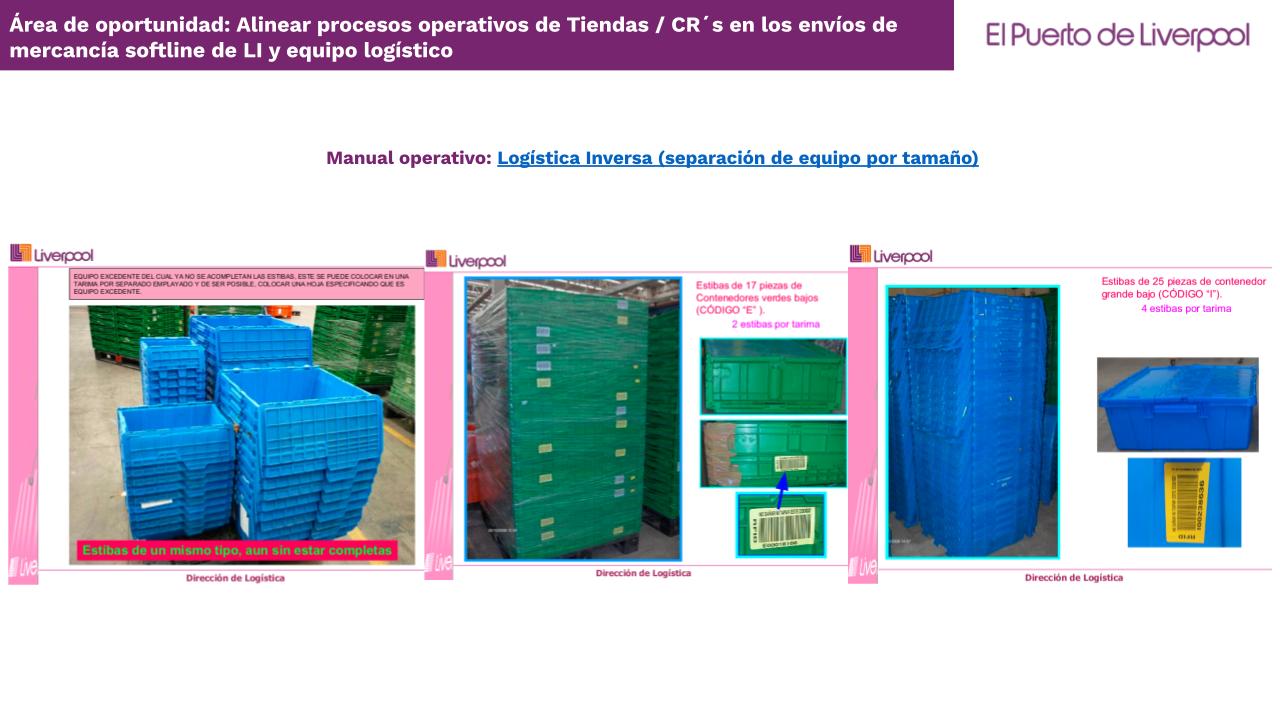 Área de oportunidad: Alinear procesos operativos de Tiendas / CR´s en los envíos de
mercancía softline de LI y equipo logístico
El Puerto de Liverpool
Manual operativo: Logística Inversa (separación de equipo por tamaño)
Liverpool
EQUIPO EXCEDENTE DEL CUAL YA NO SE ACOMPLETAN LAS ESTIBAS, ESTE SE PUEDE COLOCAR EN UNA
TARIMA POR SEPARADO EMPLAYADO Y DE SER POSIBLE, COLOCAR UNA HOJA ESPECIFICANDO QUE ES
EQUIPO EXCEDENTE.
Estibas de un mismo tipo, aun sin estar completas
Live
Dirección de Logística
Liverpool
Estibas de 17 piezas de
Contenedores verdes bajos
(CÓDIGO "E" ).
2 estibas por tarima
RFID
Live
Dirección de Logística
Liverpool
Estibas de 25 piezas de contenedor
grande bajo (CÓDIGO "I").
4 estibas por tarima
RFID
Live
Dirección de Logística